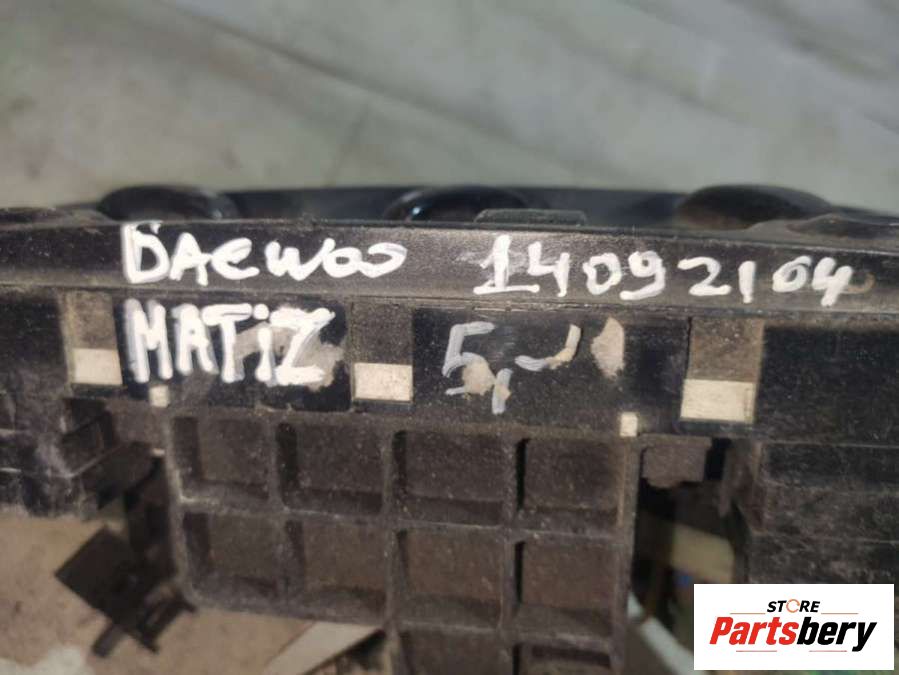 DAEWOO 14092104
MATiZ
STORE
Partsbery